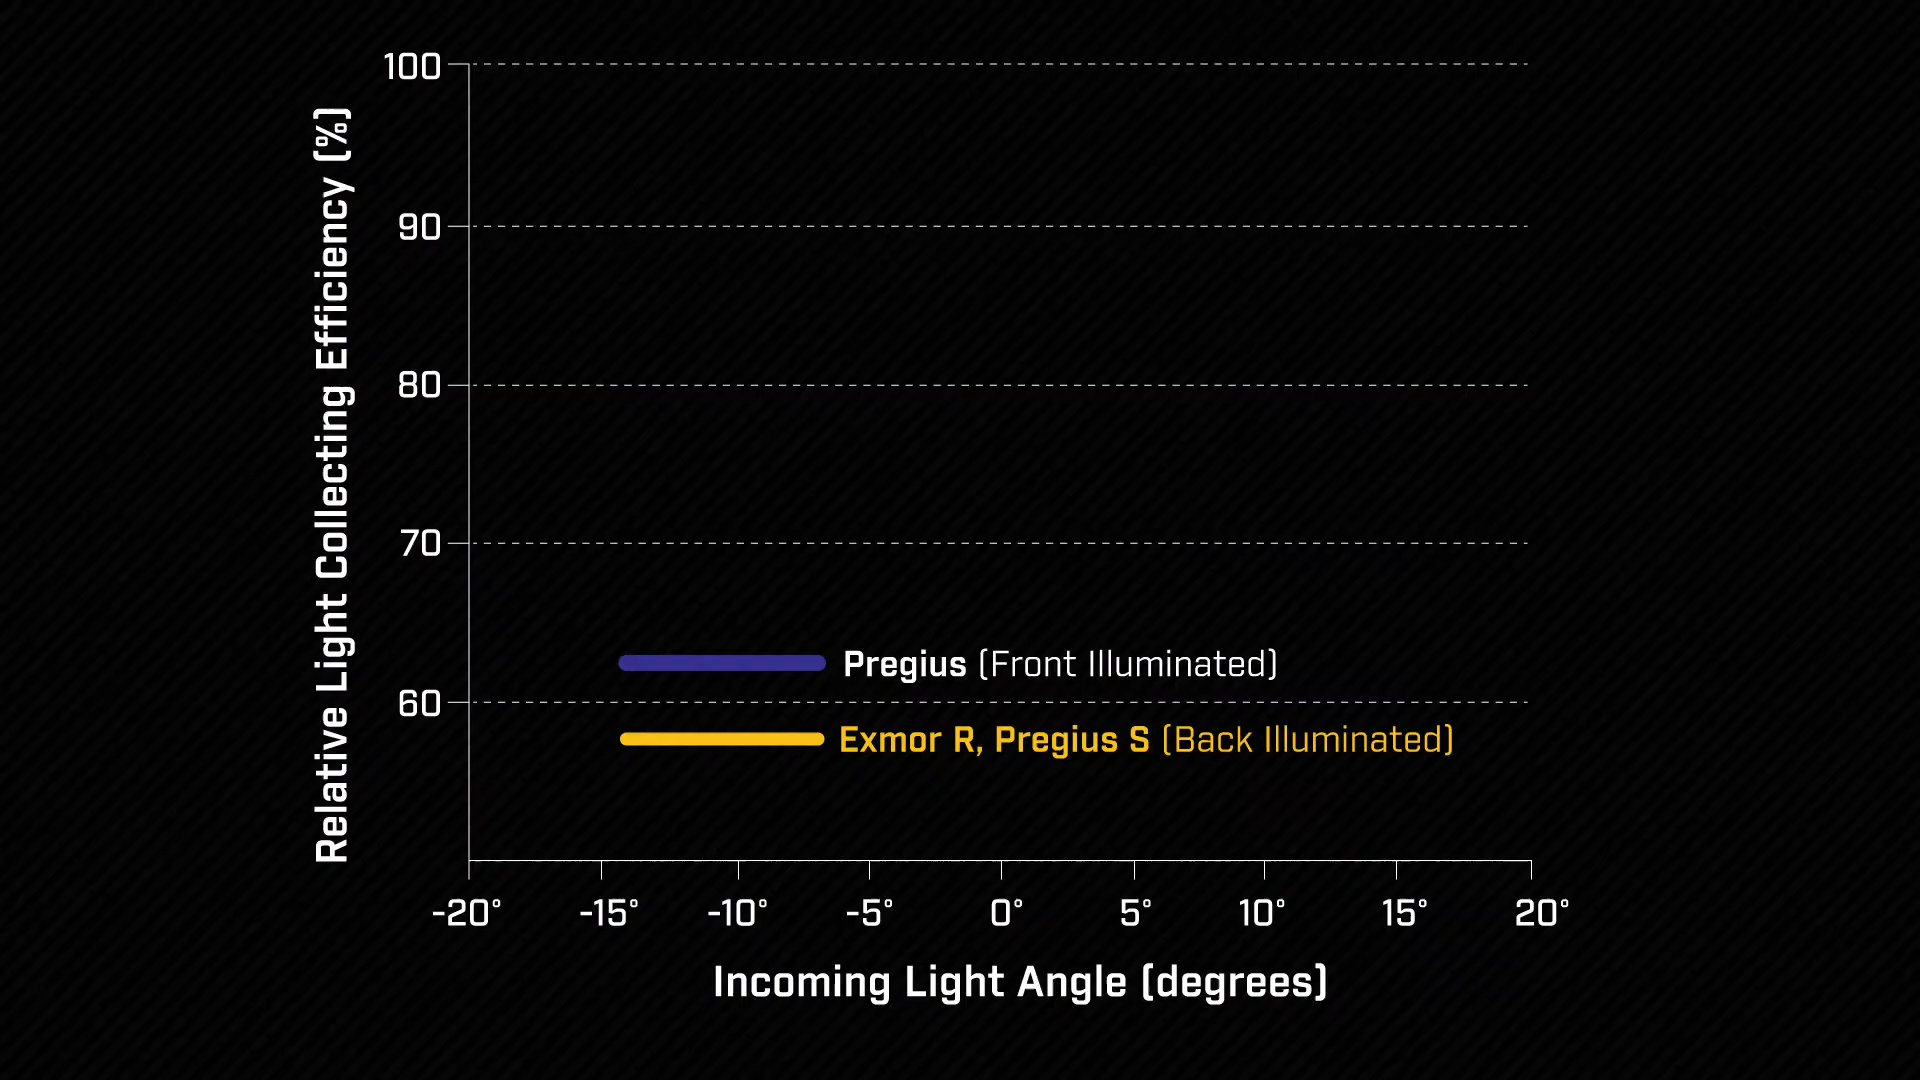 100
90
80
70
60
Relative Light Collecting Efficiency (%)
Pregius (Front Illuminated)
Exmor R, Pregius S (Back Illuminated)
-20° -15° -10° -5° 0° 5° 10° 15° 20°
Incoming Light Angle (degrees)